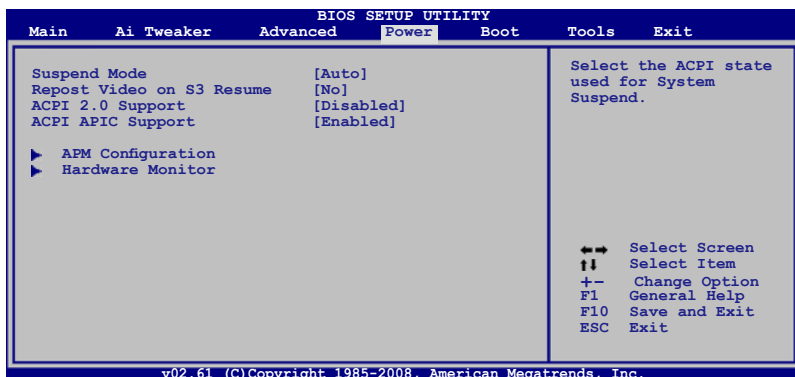 BIOS SETUP UTILITY
Main Ai Tweaker Advanced Power Boot Tools Exit
Suspend Mode [Auto]
Repost Video on S3 Resume [No]
ACPI 2.0 Support [Disabled]
ACPI APIC Support [Enabled]
APM Configuration
Hardware Monitor
Select the ACPI state
used for System
Suspend.
Select Screen
Select Item
+- Change Option
F1 General Help
F10 Save and Exit
ESC Exit
v02.61 (C)Copyright 1985-2008, American Megatrends, Inc.